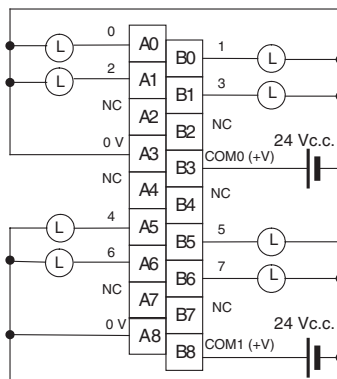 0 L A0 B0 1 L
2 L A1 B1 3 L
NC A2 B2 NC
24 Vc.c.
0 V A3 B3 COM0 (+V)
NC A4 B4 NC
4 L A5 B5 5 L
6 L A6 B6 7 L
NC A7 B7 NC
24 Vc.c.
0 V A8 B8 COM1 (+V)